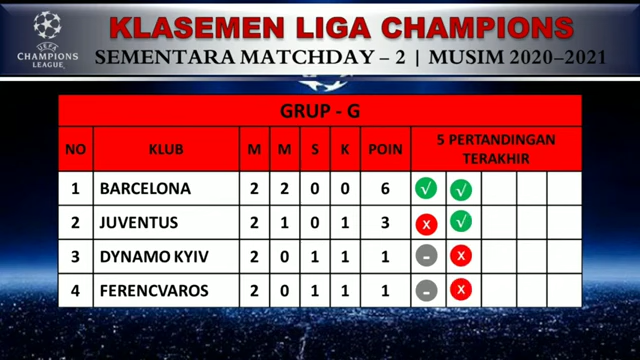 KLASEMEN LIGA CHAMPIONS
UEFA
CHAMPIONS
LEAGUE
SEMENTARA MATCHDAY – 2 | MUSIM 2020–2021
GRUP - G
NO KLUB M M S K POIN 5 PERTANDINGAN TERAKHIR
1 BARCELONA 2 2 0 0 6 √ √
2 JUVENTUS 2 1 0 1 3 X √
3 DYNAMO KYIV 2 0 1 1 1 - X
4 FERENCVAROS 2 0 1 1 1 - X